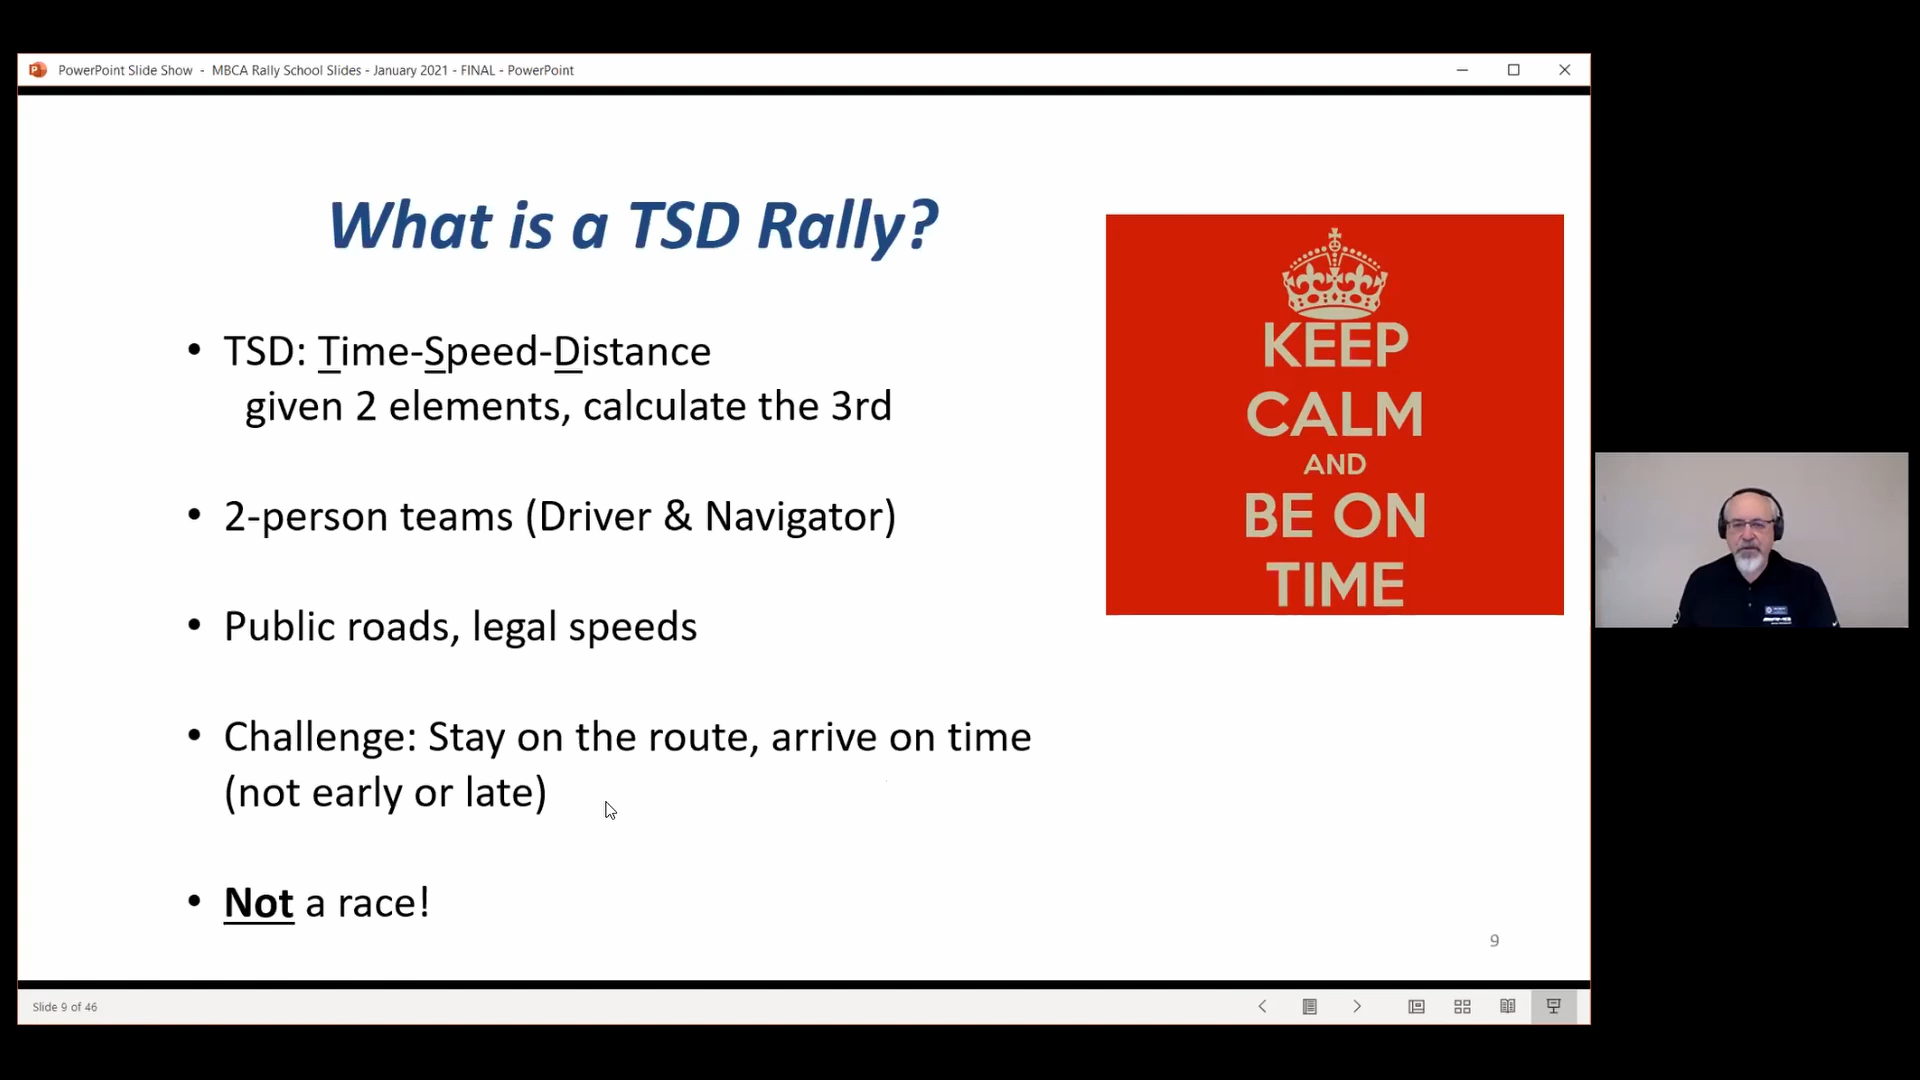 PowerPoint Slide Show - MBCA Rally School Slides - January 2021 - FINAL - PowerPoint
What is a TSD Rally?
• TSD: Time-Speed-Distance
given 2 elements, calculate the 3rd
• 2-person teams (Driver & Navigator)
• Public roads, legal speeds
• Challenge: Stay on the route, arrive on time
(not early or late)
• Not a race!
KEEP
CALM
AND
BE ON
TIME
9
Slide 9 of 46